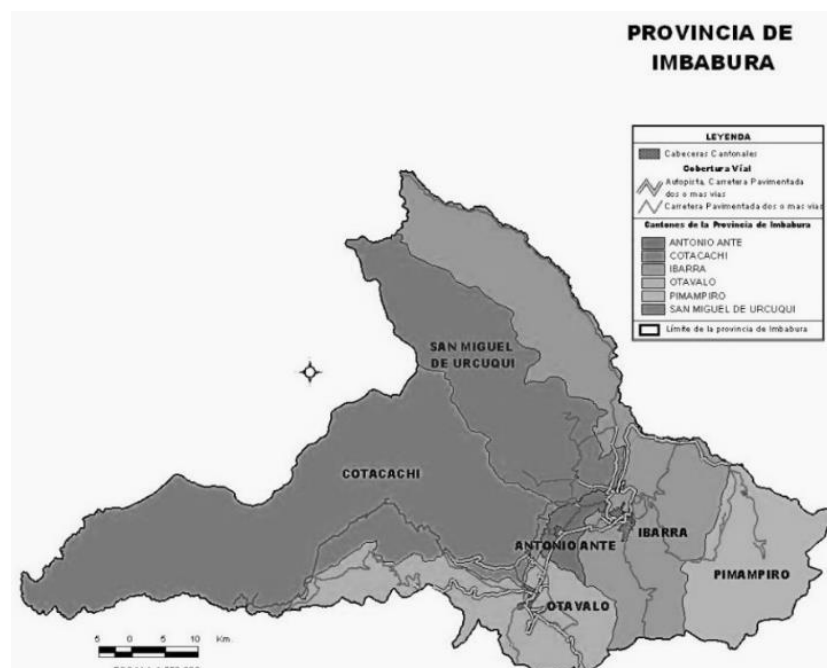 PROVINCIA DE
IMBABURA
LEYENDA
Cabeceras Cantonales
Cobertura Vial
Autopista, Carretera Pavimentada
dos o mas vias
Carretera Pavimentada dos o mas vias
Cantones de la Provincia de Imbabura
ANTONIO ANTE
COTACACHI
IBARRA
OTAVALO
PIMAMPIRO
SAN MIGUEL DE URCUQUI
Límite de la provincia de Imbabura
SAN MIGUEL
DE URCUQUI
COTACACHI
IBARRA
ANTONIO ANTE
PIMAMPIRO
OTAVALO
5 0 5 10 Km.